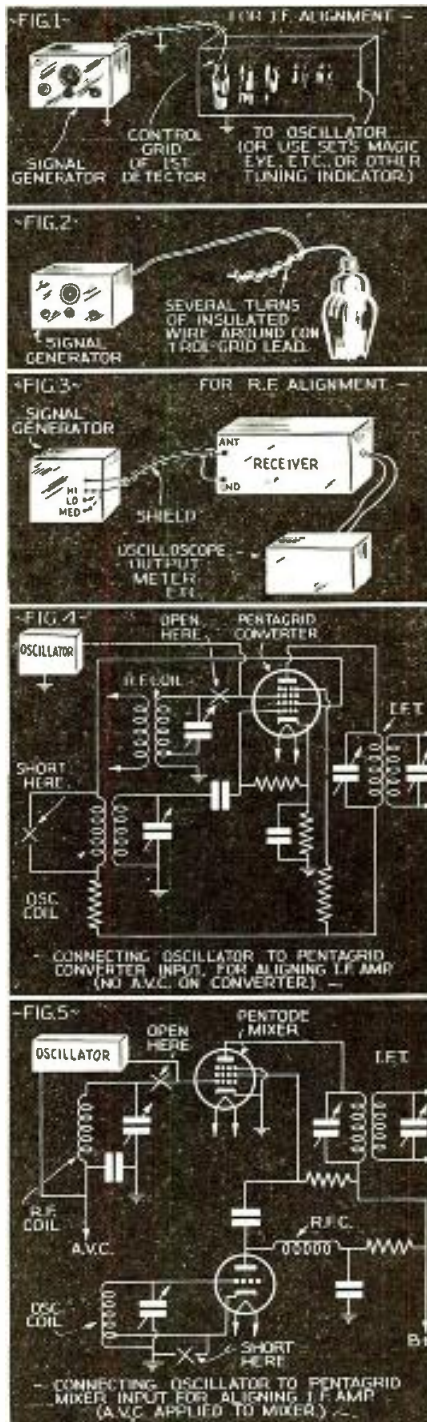 ~FIG.1~
FOR I.F. ALIGNMENT —
SIGNAL
GENERATOR
CONTROL
GRID
OF 1ST
DETECTOR
TO OSCILLATOR
(OR USE SET'S MAGIC
EYE, ETC., OR OTHER
TUNING INDICATOR.)
~FIG.2~
SIGNAL
GENERATOR
SEVERAL TURNS
OF INSULATED
WIRE AROUND CON
TROL-GRID LEAD.
~FIG.3~
FOR R.F. ALIGNMENT —
SIGNAL
GENERATOR
HI
LO
MED
SHIELD
ANT
ND
RECEIVER
OSCILLOSCOPE
OUTPUT
METER
ETC.
~FIG.4~
OSCILLATOR
OPEN
HERE
PENTAGRID
CONVERTER
R.F. COIL
I.F.T.
SHORT
HERE
OSC
COIL
— CONNECTING OSCILLATOR TO PENTAGRID
CONVERTER INPUT, FOR ALIGNING I.F. AMP
(NO A.V.C. ON CONVERTER.) —
~FIG.5~
OSCILLATOR
OPEN
HERE
PENTODE
MIXER
I.F.T.
R.F.
COIL
A.V.C.
R.F.C.
OSC
COIL
SHORT
HERE
B+
— CONNECTING OSCILLATOR TO PENTAGRID
MIXER INPUT FOR ALIGNING I.F. AMP
(A.V.C. APPLIED TO MIXER.) —